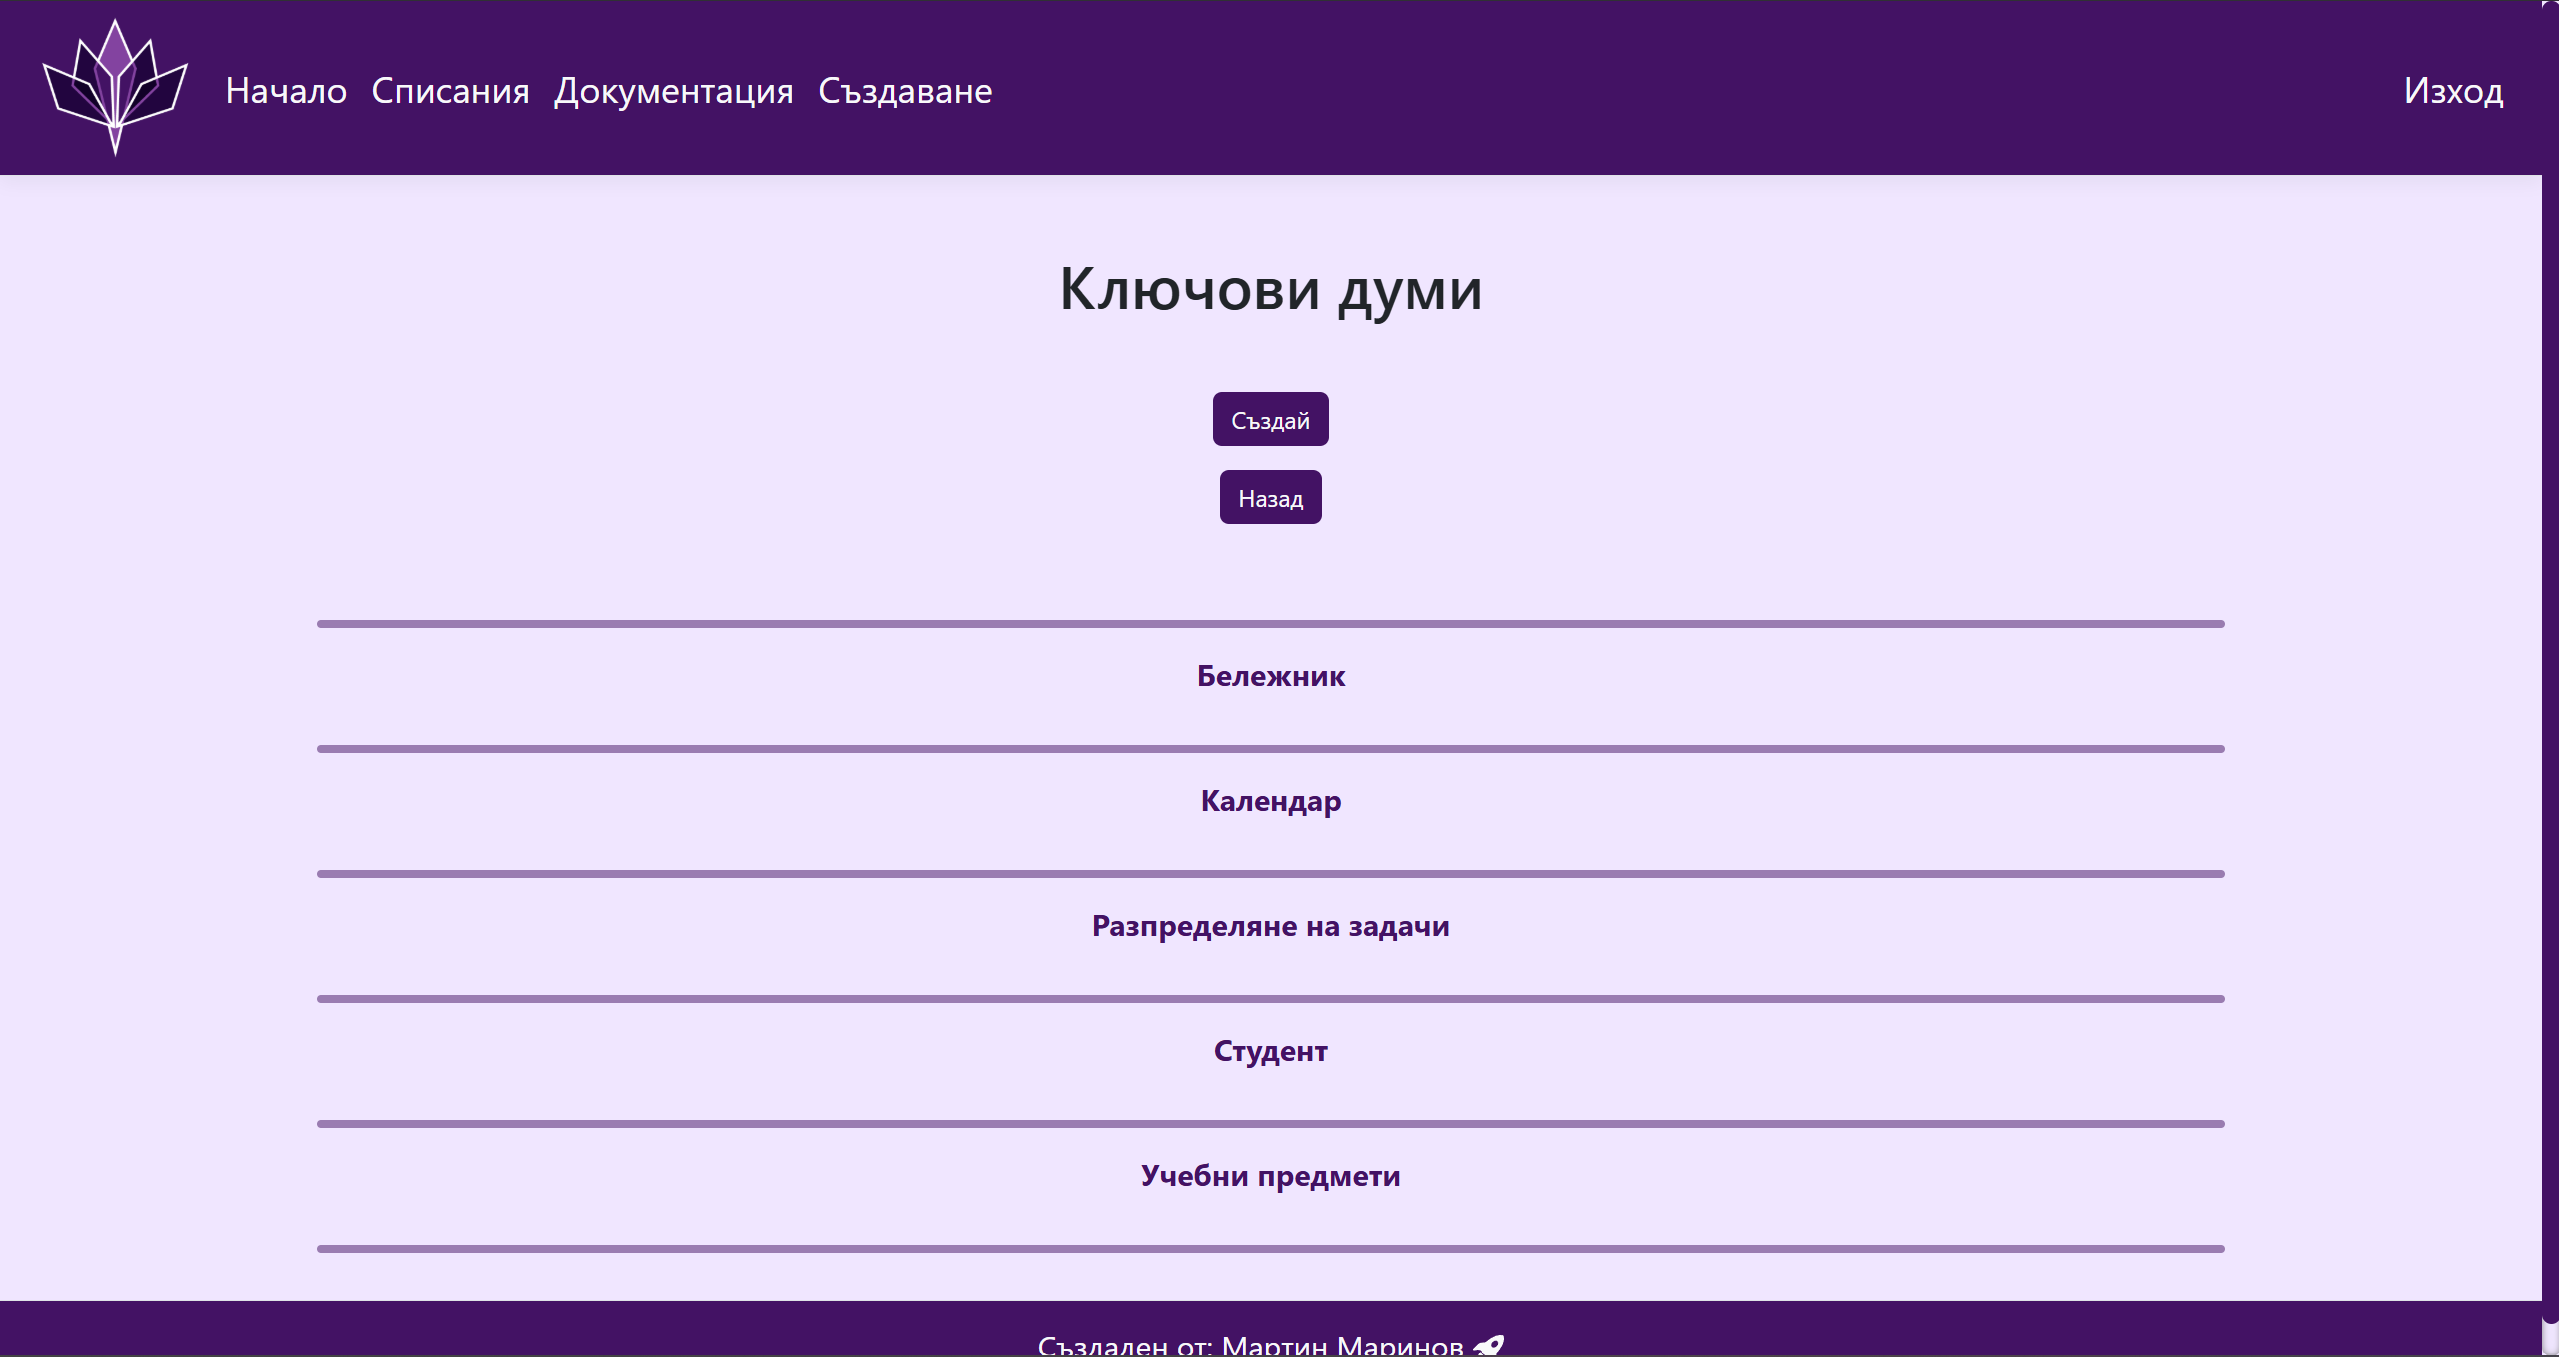 Начало Списания Документация Създаване Изход
Ключови думи
Създай
Назад
Бележник
Календар
Разпределяне на задачи
Студент
Учебни предмети
Създаден от: Мартин Маринов